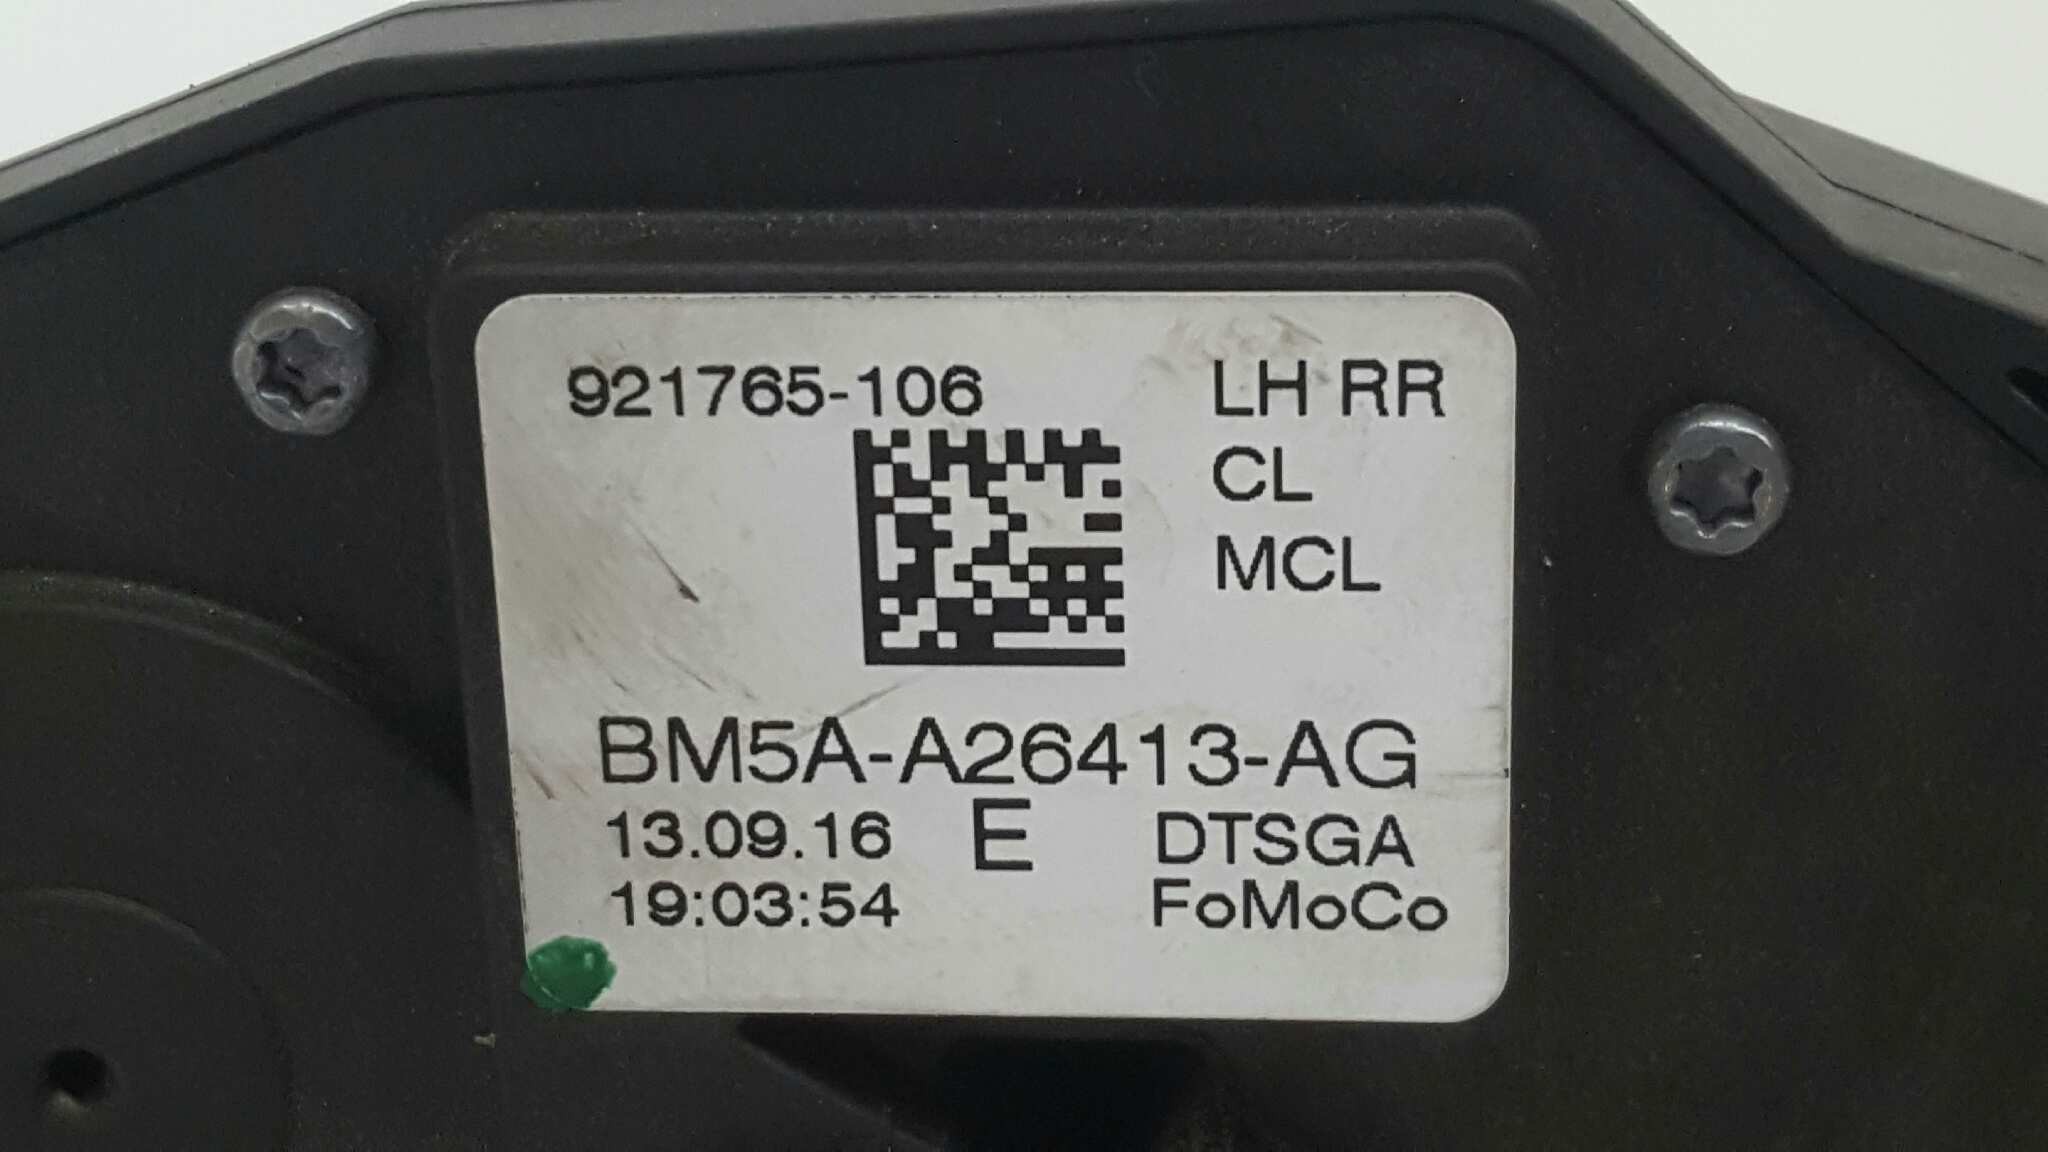 921765-106 LH RR
CL
MCL
BM5A-A26413-AG
13.09.16 E DTSGA
19:03:54 FoMoCo